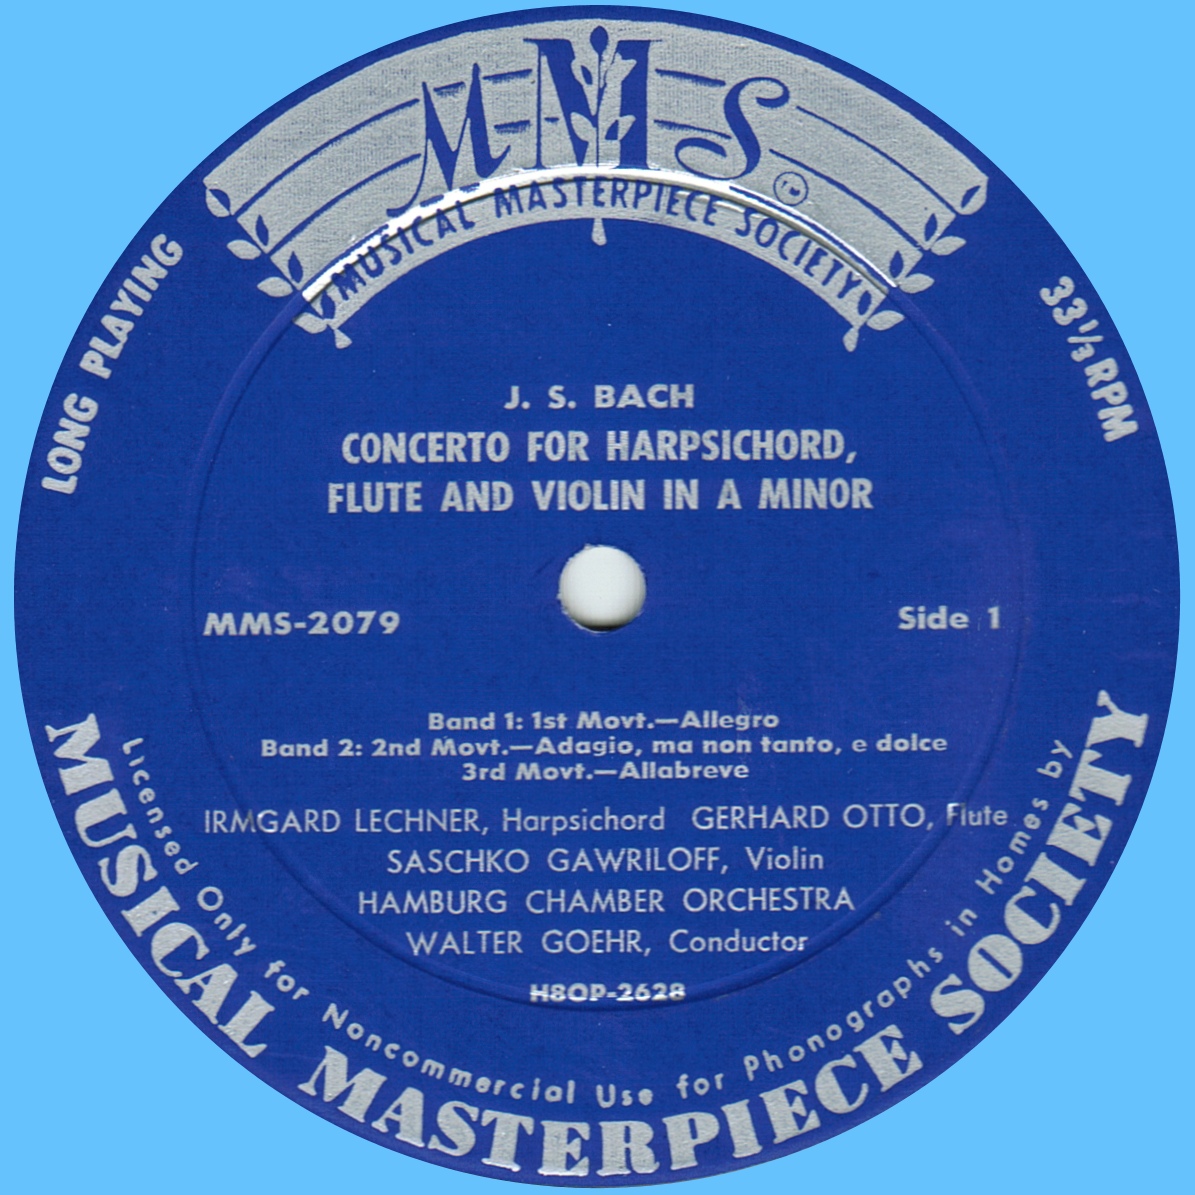 MMS
TM
MUSICAL MASTERPIECE SOCIETY
LONG PLAYING
33 1/3 RPM
J. S. BACH
CONCERTO FOR HARPSICHORD,
FLUTE AND VIOLIN IN A MINOR
MMS-2079
Side 1
Band 1: 1st Movt.—Allegro
Band 2: 2nd Movt.—Adagio, ma non tanto, e dolce
3rd Movt.—Allabreve
IRMGARD LECHNER, Harpsichord GERHARD OTTO, Flute
SASCHKO GAWRILOFF, Violin
HAMBURG CHAMBER ORCHESTRA
WALTER GOEHR, Conductor
H8OP-2628
Licensed Only for Noncommercial Use for Phonographs in Homes by
MUSICAL MASTERPIECE SOCIETY